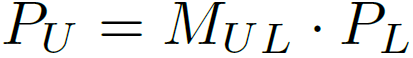 P_U = M_{UL} · P_L